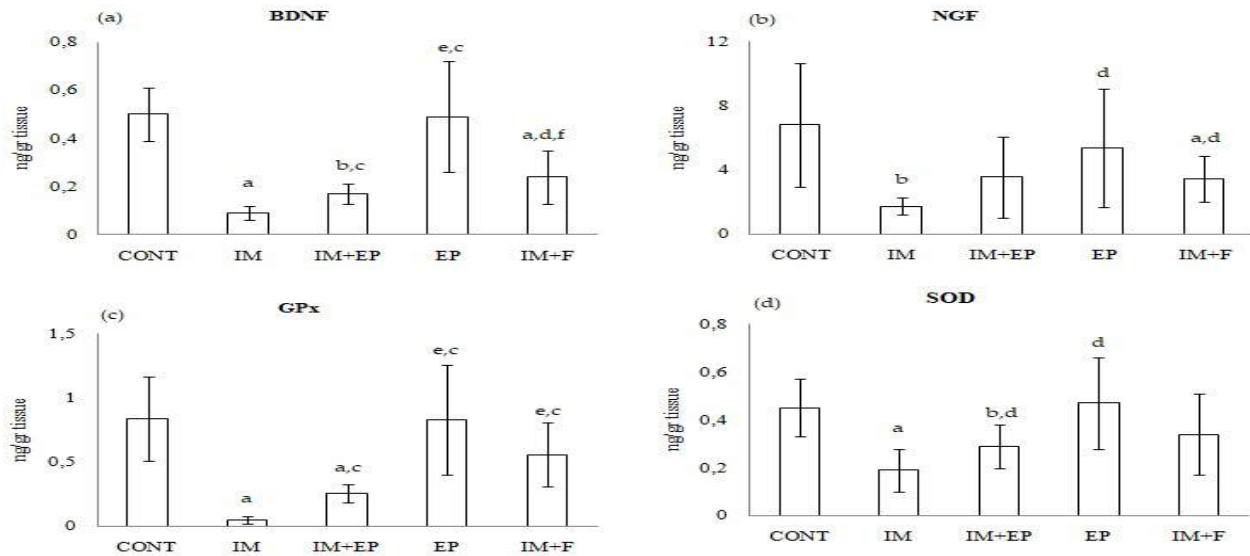 (a) BDNF
0,8
0,6
0,4
0,2
0
ng/gr tissue
e,c
a,d,f
b,c
a
CONT IM IM+EP EP IM+F
(b) NGF
12
8
4
0
ng/gr tissue
d
a,d
b
CONT IM IM+EP EP IM+F
(c) GPx
1,5
1
0,5
0
ng/gr tissue
e,c
e,c
a,c
a
CONT IM IM+EP EP IM+F
(d) SOD
0,8
0,6
0,4
0,2
0
ng/gr tissue
d
b,d
a
CONT IM IM+EP EP IM+F